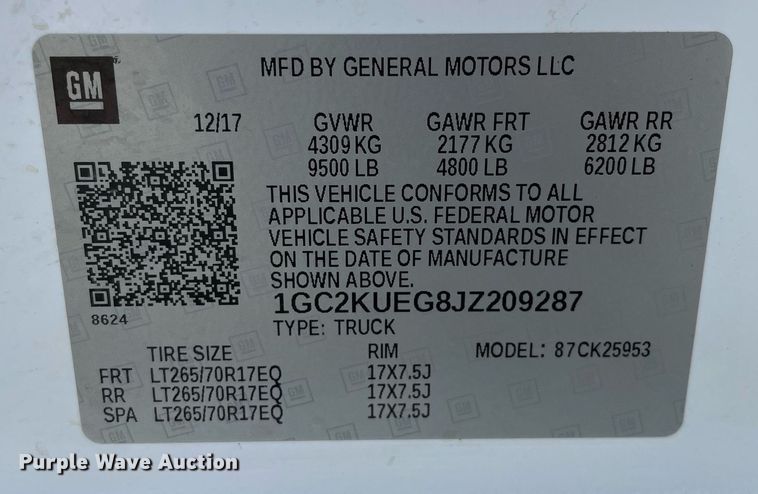 GM
MFD BY GENERAL MOTORS LLC
12/17 GVWR GAWR FRT GAWR RR
4309 KG 2177 KG 2812 KG
9500 LB 4800 LB 6200 LB
THIS VEHICLE CONFORMS TO ALL
APPLICABLE U.S. FEDERAL MOTOR
VEHICLE SAFETY STANDARDS IN EFFECT
ON THE DATE OF MANUFACTURE
SHOWN ABOVE.
8624
1GC2KUEG8JZ209287
TYPE: TRUCK
TIRE SIZE RIM MODEL: 87CK25953
FRT LT265/70R17EQ 17X7.5J
RR LT265/70R17EQ 17X7.5J
SPA LT265/70R17EQ 17X7.5J
Purple Wave Auction